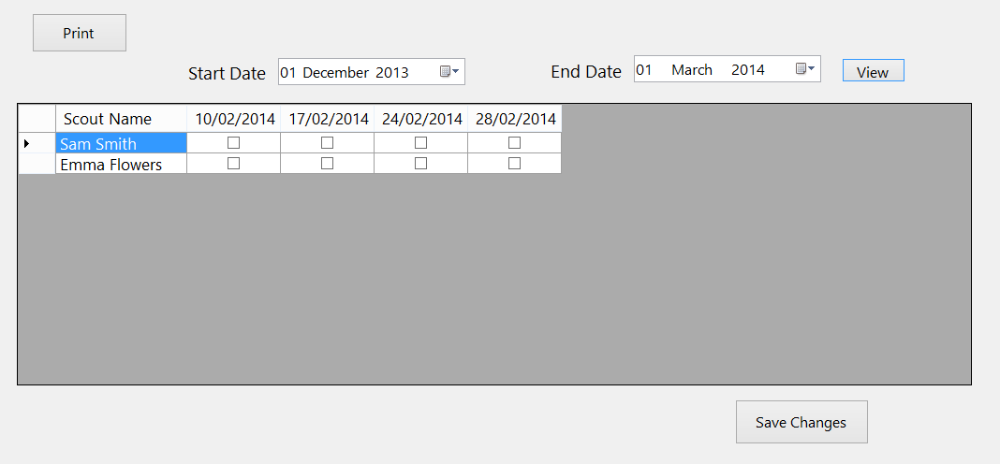 Print
Start Date 01 December 2013 End Date 01 March 2014 View
Scout Name 10/02/2014 17/02/2014 24/02/2014 28/02/2014
Sam Smith
Emma Flowers
Save Changes